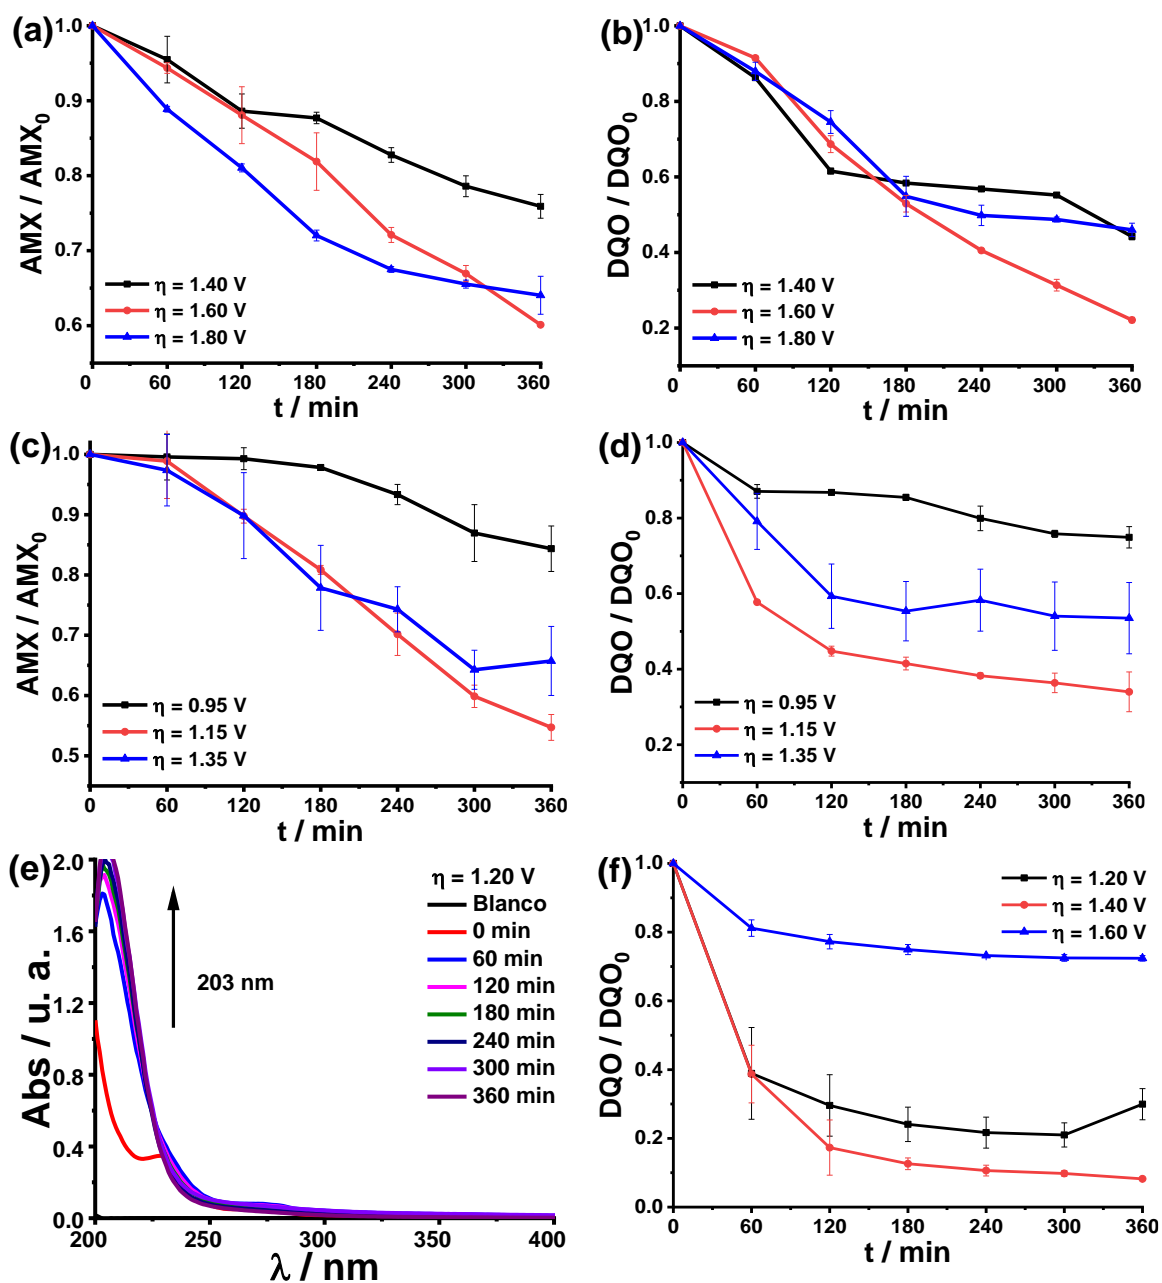 (a)
1.0
0.9
0.8
0.7
0.6
AMX / AMX₀
η = 1.40 V
η = 1.60 V
η = 1.80 V
0 60 120 180 240 300 360
t / min
(b)
1.0
0.8
0.6
0.4
0.2
DQO / DQO₀
η = 1.40 V
η = 1.60 V
η = 1.80 V
0 60 120 180 240 300 360
t / min
(c)
1.0
0.9
0.8
0.7
0.6
0.5
AMX / AMX₀
η = 0.95 V
η = 1.15 V
η = 1.35 V
0 60 120 180 240 300 360
t / min
(d)
1.0
0.8
0.6
0.4
0.2
DQO / DQO₀
η = 0.95 V
η = 1.15 V
η = 1.35 V
0 60 120 180 240 300 360
t / min
(e)
2.0
1.6
1.2
0.8
0.4
0.0
Abs / u. a.
203 nm
η = 1.20 V
Blanco
0 min
60 min
120 min
180 min
240 min
300 min
360 min
200 250 300 350 400
λ / nm
(f)
1.0
0.8
0.6
0.4
0.2
0.0
DQO / DQO₀
η = 1.20 V
η = 1.40 V
η = 1.60 V
0 60 120 180 240 300 360
t / min